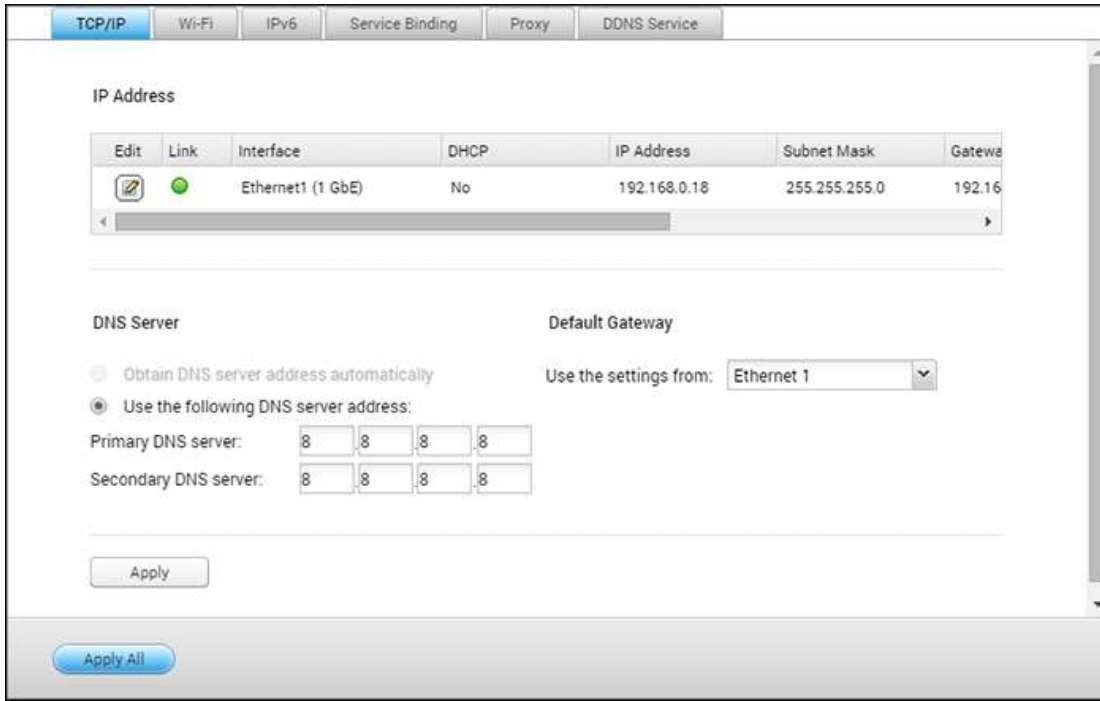 TCP/IP Wi-Fi IPv6 Service Binding Proxy DDNS Service
IP Address
Edit Link Interface DHCP IP Address Subnet Mask Gatewa
Ethernet1 (1 GbE) No 192.168.0.18 255.255.255.0 192.16
DNS Server Default Gateway
Obtain DNS server address automatically Use the settings from: Ethernet 1
Use the following DNS server address:
Primary DNS server: 8 .8 .8 .8
Secondary DNS server: 8 .8 .8 .8
Apply
Apply All